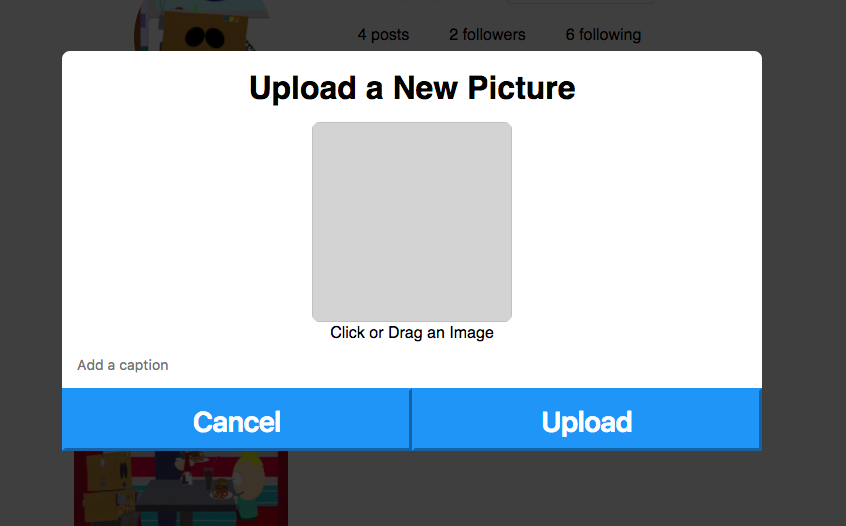 4 posts 2 followers 6 following
Upload a New Picture
Click or Drag an Image
Add a caption
Cancel Upload